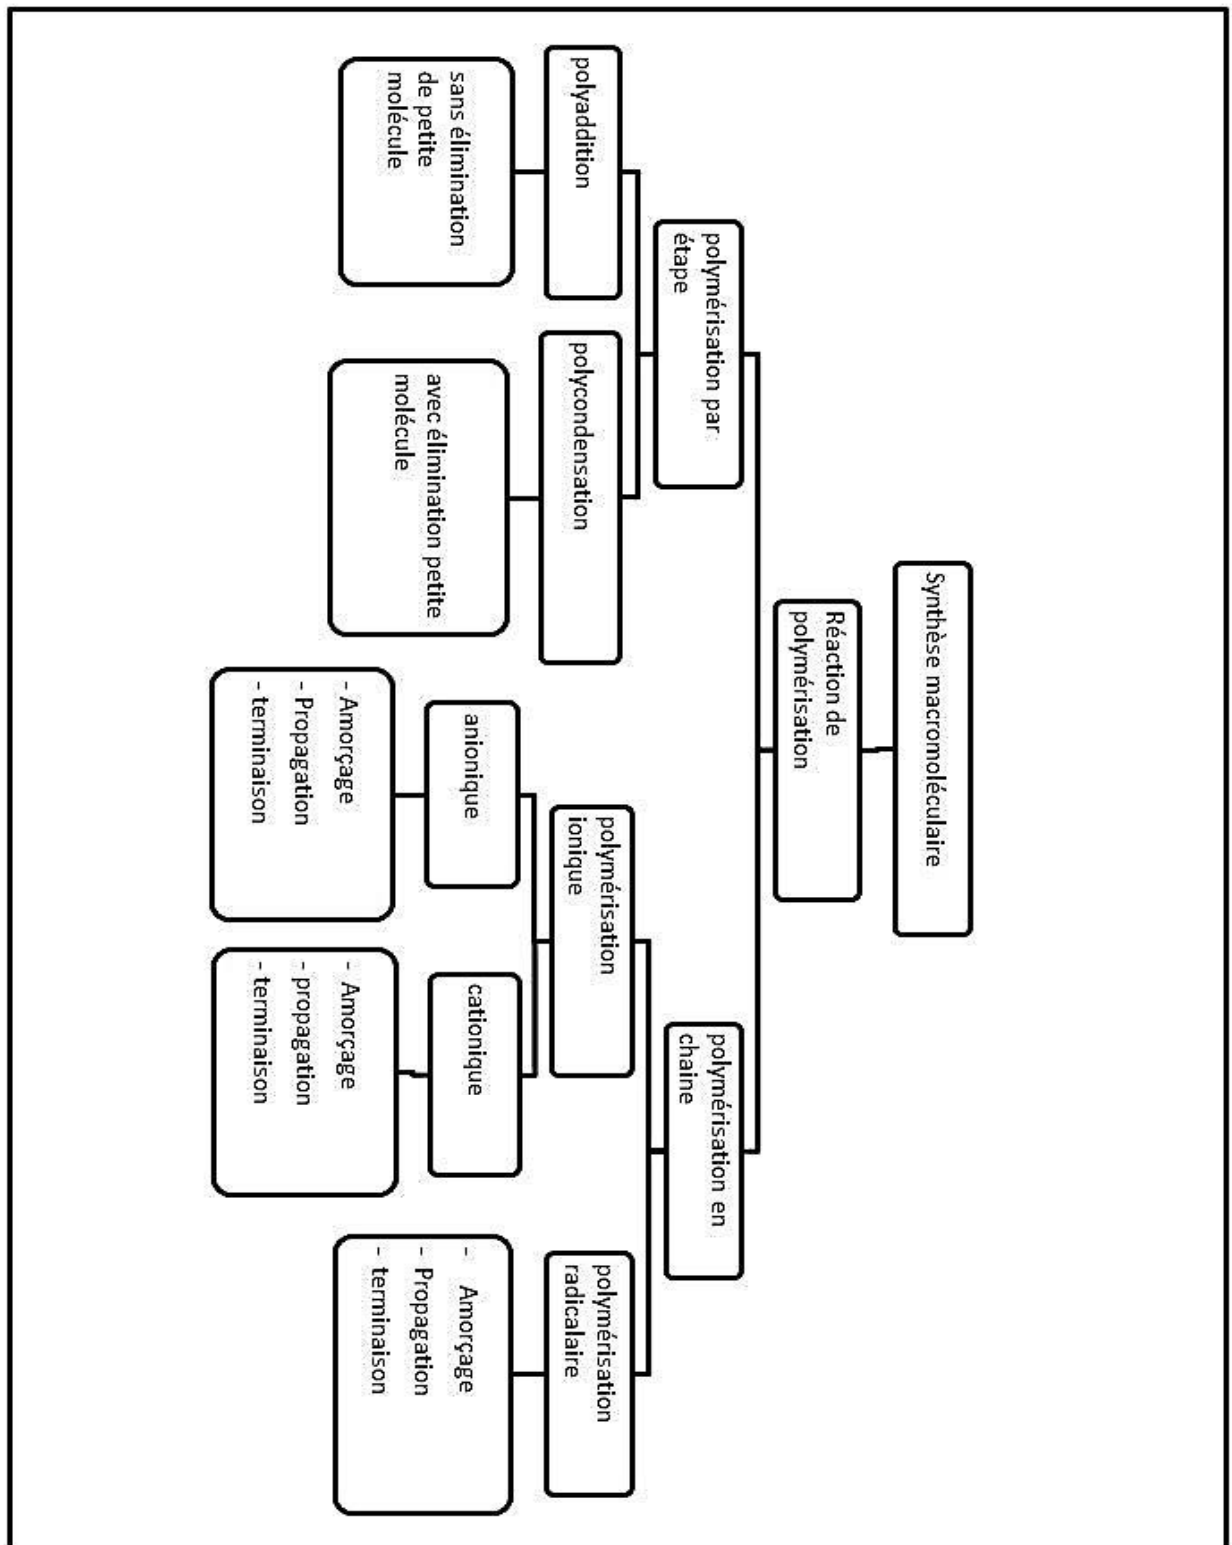 Synthèse macromoléculaire
Réaction de
polymérisation
polymérisation par
étape
polymérisation en
chaine
polyaddition
polycondensation
polymérisation
ionique
polymérisation
radicalaire
sans élimination
de petite
molécule
avec élimination petite
molécule
anionique
cationique
- Amorçage
- Propagation
- terminaison
- Amorçage
- propagation
- terminaison
- Amorçage
- Propagation
- terminaison